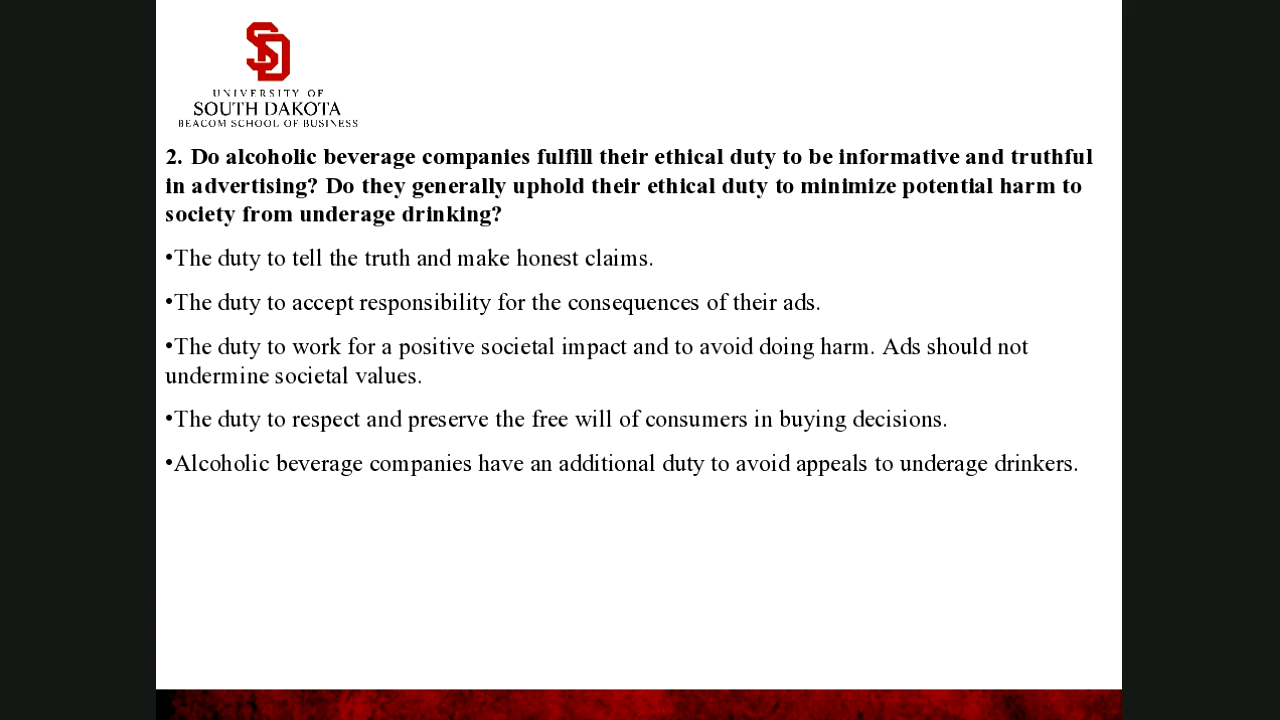 SD
UNIVERSITY OF
SOUTH DAKOTA
BEACOM SCHOOL OF BUSINESS
2. Do alcoholic beverage companies fulfill their ethical duty to be informative and truthful
in advertising? Do they generally uphold their ethical duty to minimize potential harm to
society from underage drinking?
•The duty to tell the truth and make honest claims.
•The duty to accept responsibility for the consequences of their ads.
•The duty to work for a positive societal impact and to avoid doing harm. Ads should not
undermine societal values.
•The duty to respect and preserve the free will of consumers in buying decisions.
•Alcoholic beverage companies have an additional duty to avoid appeals to underage drinkers.